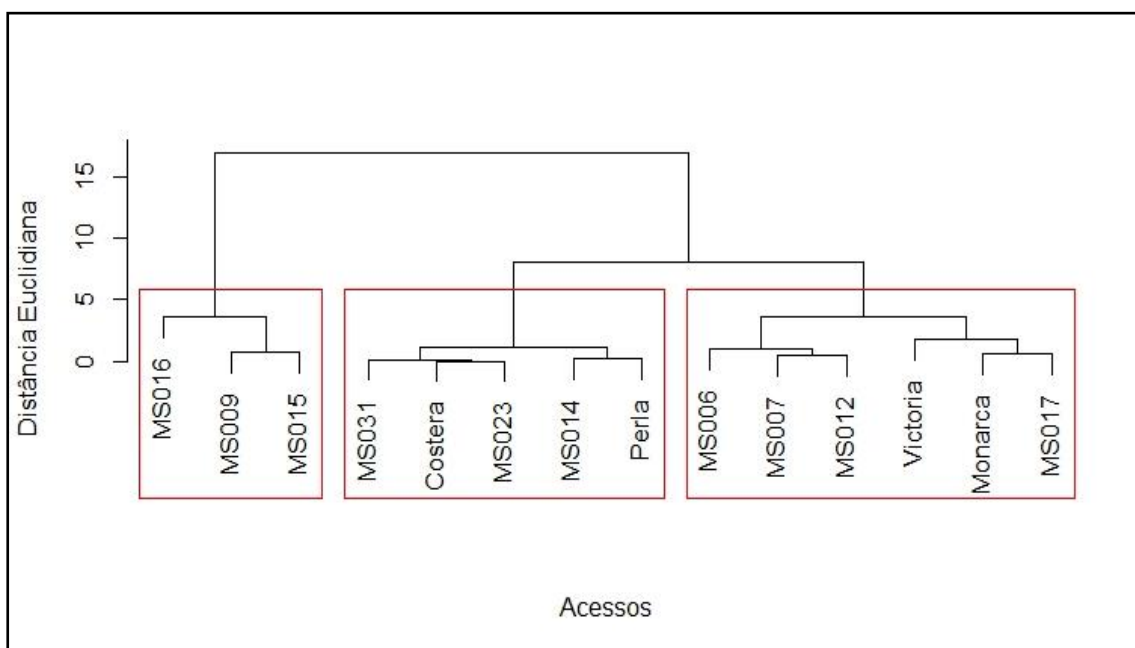 Distância Euclidiana
15
10
5
0
MS016
MS009
MS015
MS031
Costera
MS023
MS014
Perla
MS006
MS007
MS012
Victoria
Monarca
MS017
Acessos